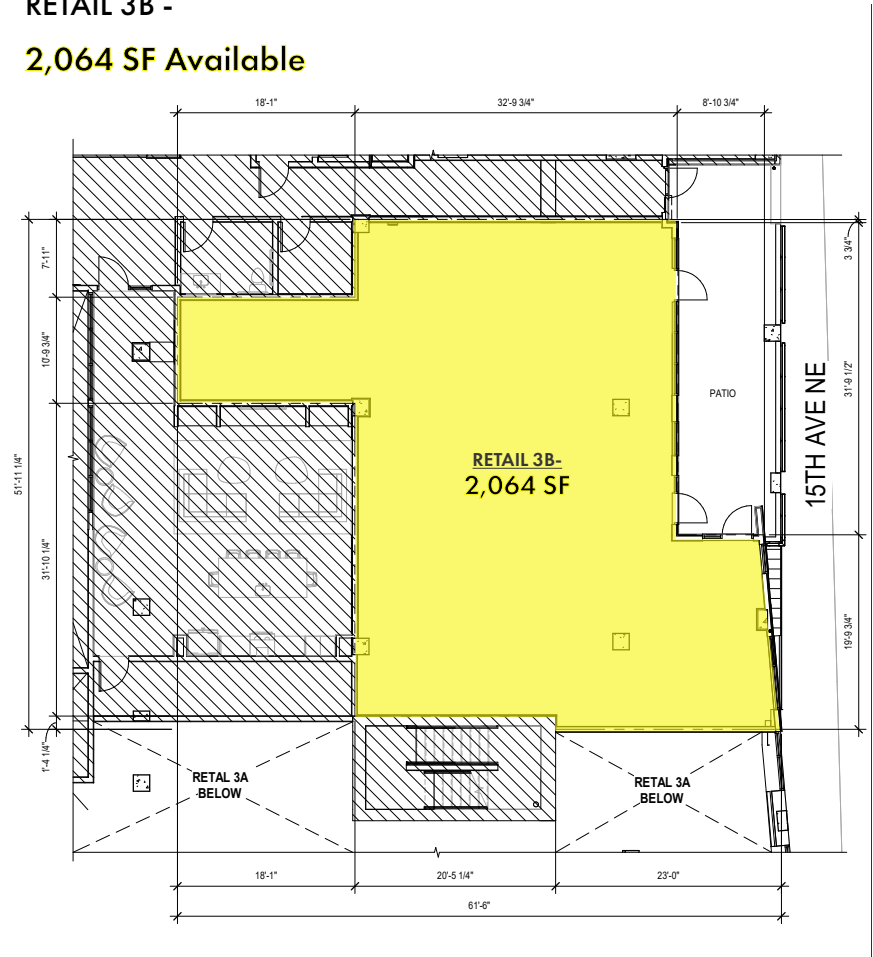 RETAIL 3B -
2,064 SF Available
18'-1"
32'-9 3/4"
8'-10 3/4"
7'-11"
3 3/4"
10'-9 3/4"
31'-9 1/2"
PATIO
15TH AVE NE
RETAIL 3B-
2,064 SF
51'-11 1/4"
31'-10 1/4"
19'-9 3/4"
1'-4 1/4"
RETAL 3A
BELOW
RETAL 3A
BELOW
18'-1"
20'-5 1/4"
23'-0"
61'-6"